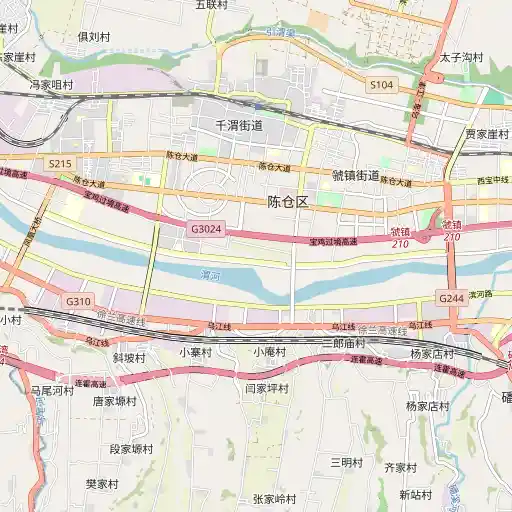 五联村
俱刘村
引渭渠
太子沟村
冯家咀村
S104
千渭街道
贾家崖村
陈仓大道
陈仓大道
S215
虢镇街道
西宝中线
陈仓大道
陈仓大道
宝鸡过境高速
陈仓区
G3024
虢镇
210
虢镇
210
宝鸡过境高速
渭河
G310
G244
滨河路
徐兰高速线
乌江线
徐兰高速线
乌江线
小村
乌江线
乌江线
三郎庙村
斜坡村
小寨村
小庵村
杨家店村
连霍高速
连霍高速
马尾河村
唐家塬村
闫家坪村
杨家店村
段家塬村
三明村
齐家村
樊家村
张家岭村
新站村